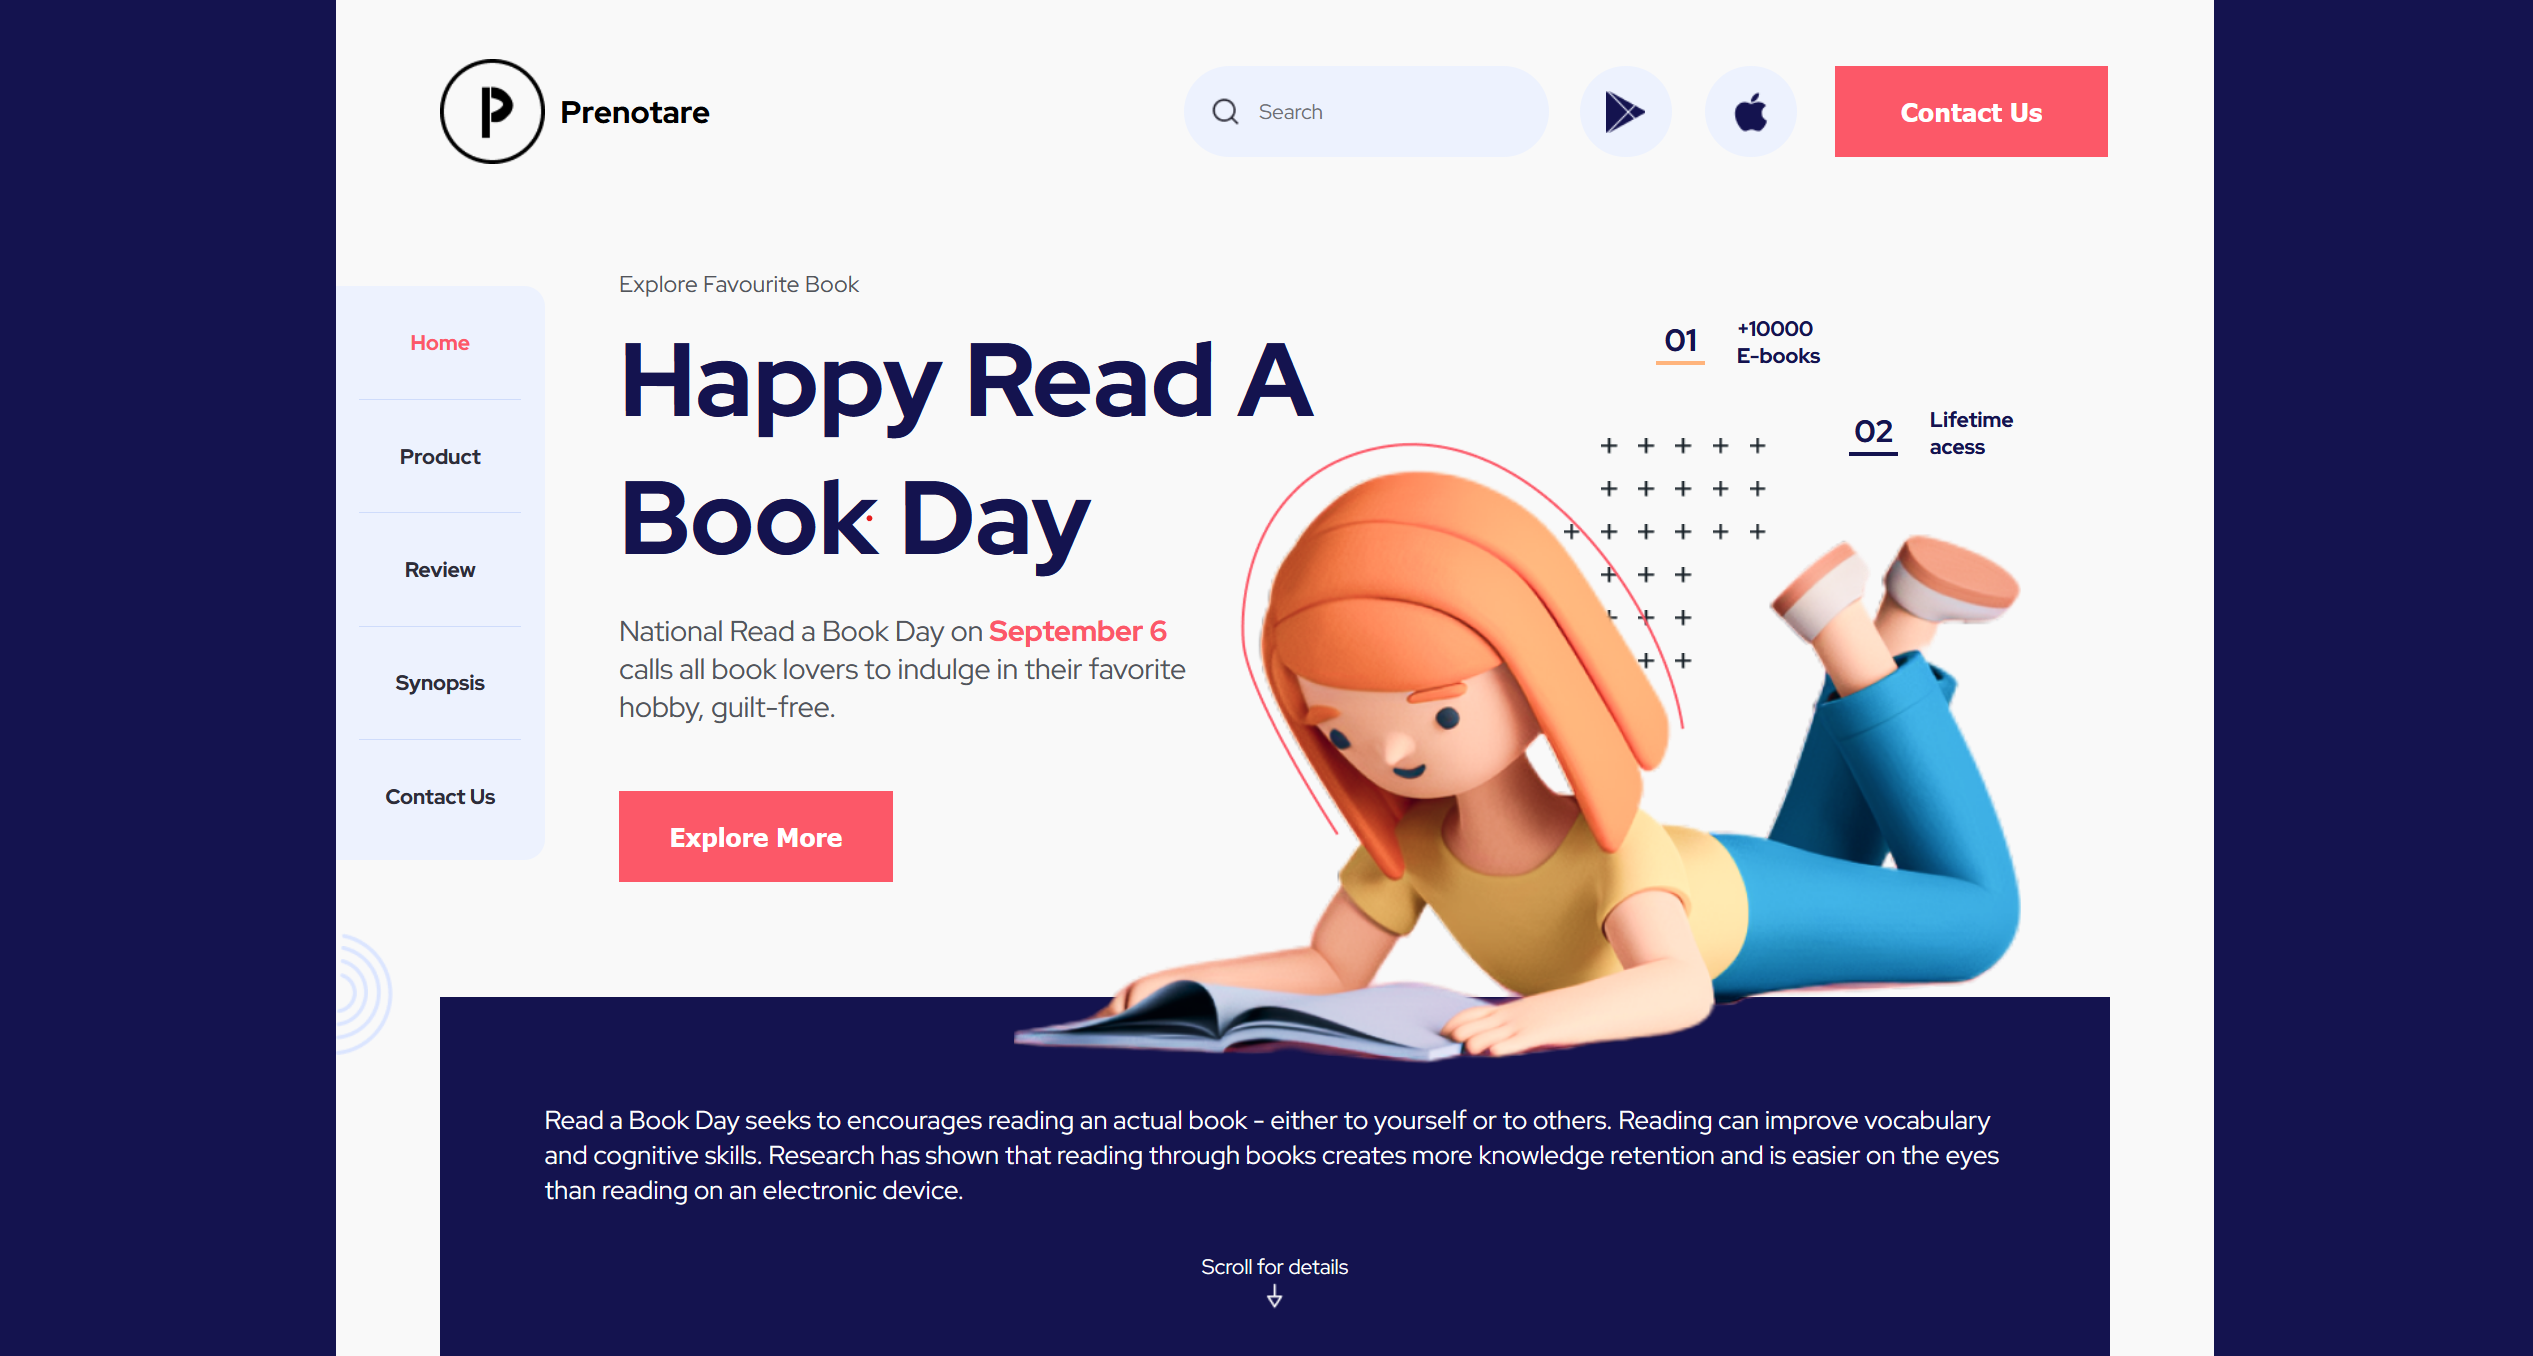 Prenotare
Search
Contact Us
Home
Product
Review
Synopsis
Contact Us
Explore Favourite Book
Happy Read A
Book Day
National Read a Book Day on September 6
calls all book lovers to indulge in their favorite
hobby, guilt-free.
Explore More
01
+10000
E-books
02
Lifetime
acess
Read a Book Day seeks to encourages reading an actual book - either to yourself or to others. Reading can improve vocabulary
and cognitive skills. Research has shown that reading through books creates more knowledge retention and is easier on the eyes
than reading on an electronic device.
Scroll for details